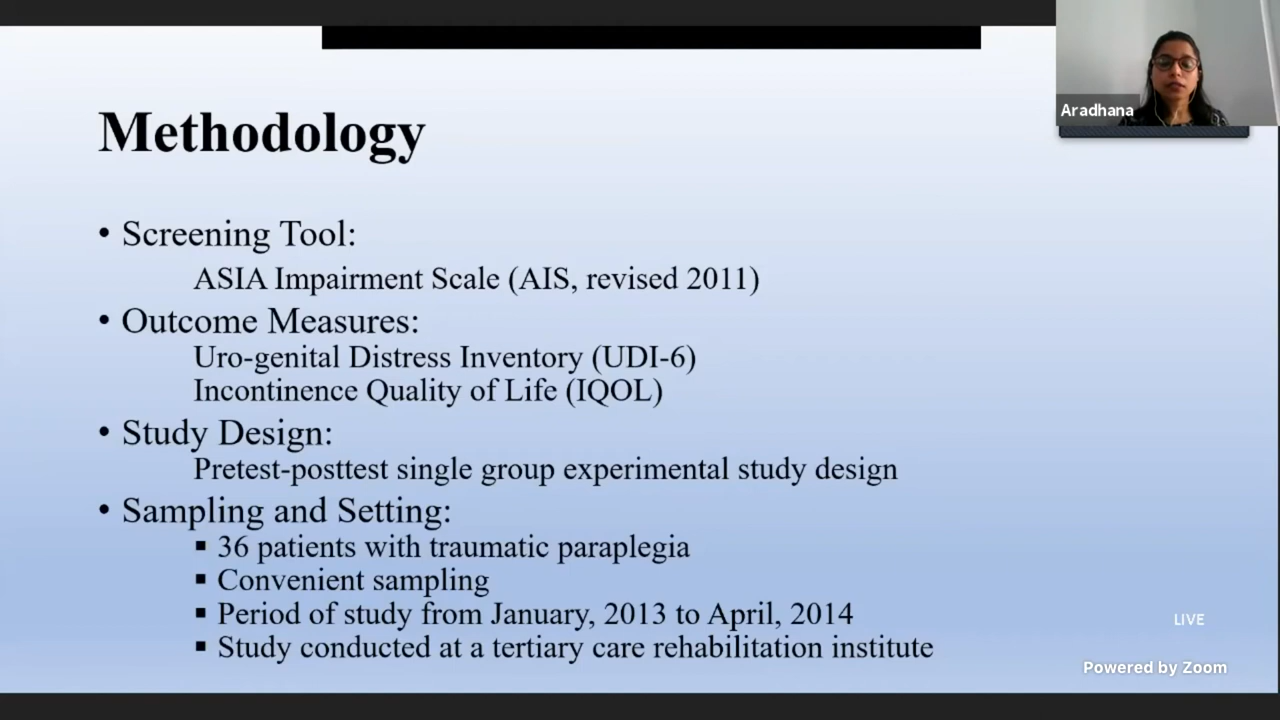 Aradhana
Methodology
• Screening Tool:
ASIA Impairment Scale (AIS, revised 2011)
• Outcome Measures:
Uro-genital Distress Inventory (UDI-6)
Incontinence Quality of Life (IQOL)
• Study Design:
Pretest-posttest single group experimental study design
• Sampling and Setting:
▪ 36 patients with traumatic paraplegia
▪ Convenient sampling
▪ Period of study from January, 2013 to April, 2014
▪ Study conducted at a tertiary care rehabilitation institute
LIVE
Powered by Zoom